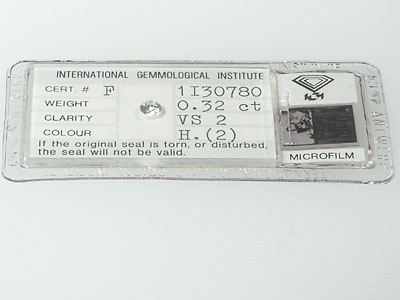 INTERNATIONAL GEMMOLOGICAL INSTITUTE
CERT. # F 1I30780
WEIGHT 0.32 ct
CLARITY VS 2
COLOUR H.(2)
If the original seal is torn, or disturbed,
the seal will not be valid.
MICROFILM